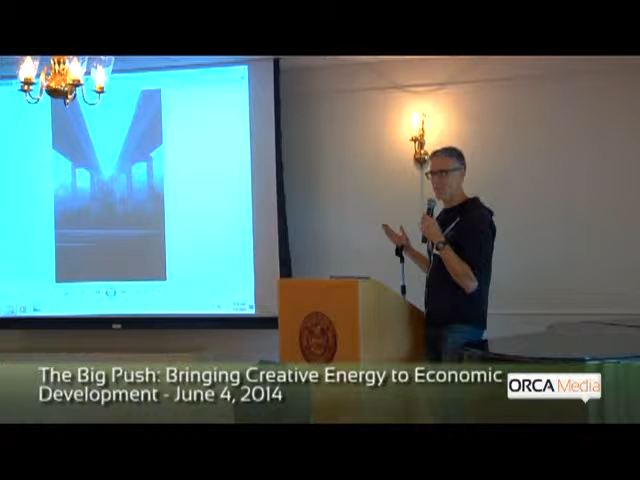 The Big Push: Bringing Creative Energy to Economic
Development - June 4, 2014
ORCA Media